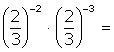 (2/3)⁻² · (2/3)⁻³ =